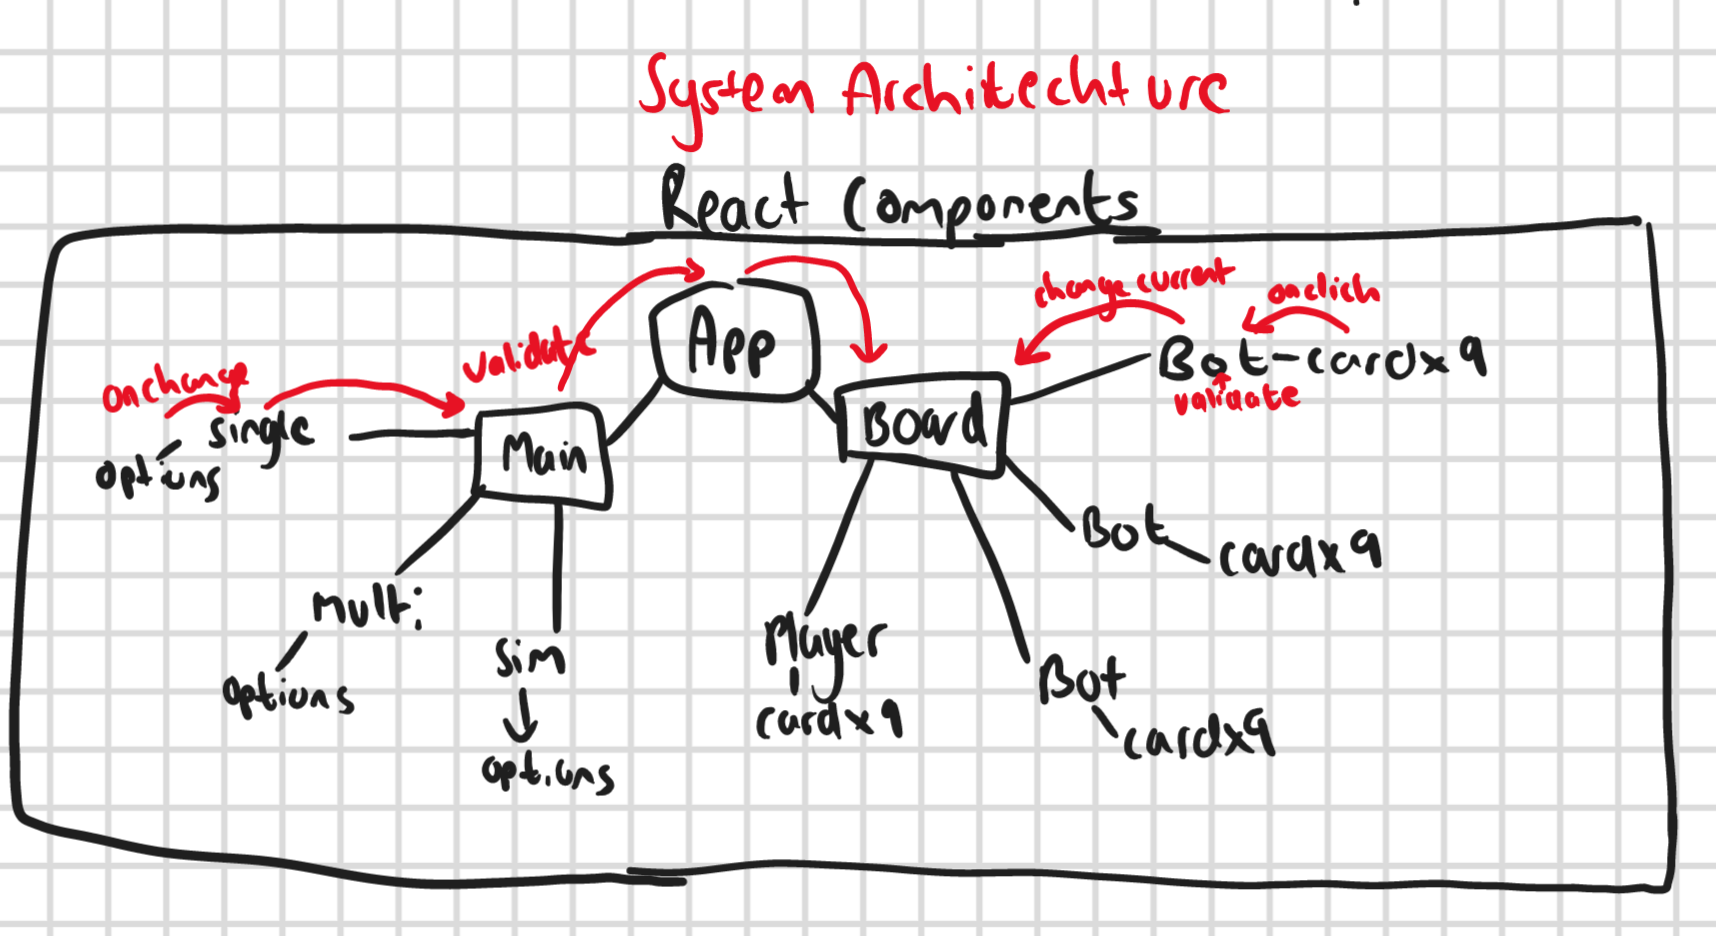 System Architechture
React Components
App
change current
onclick
onchange
validate
Bot-cardx9
validate
single
Main
Board
options
Bot
cardx9
Multi
Player
Sim
Bot
options
cardx9
cardx9
options